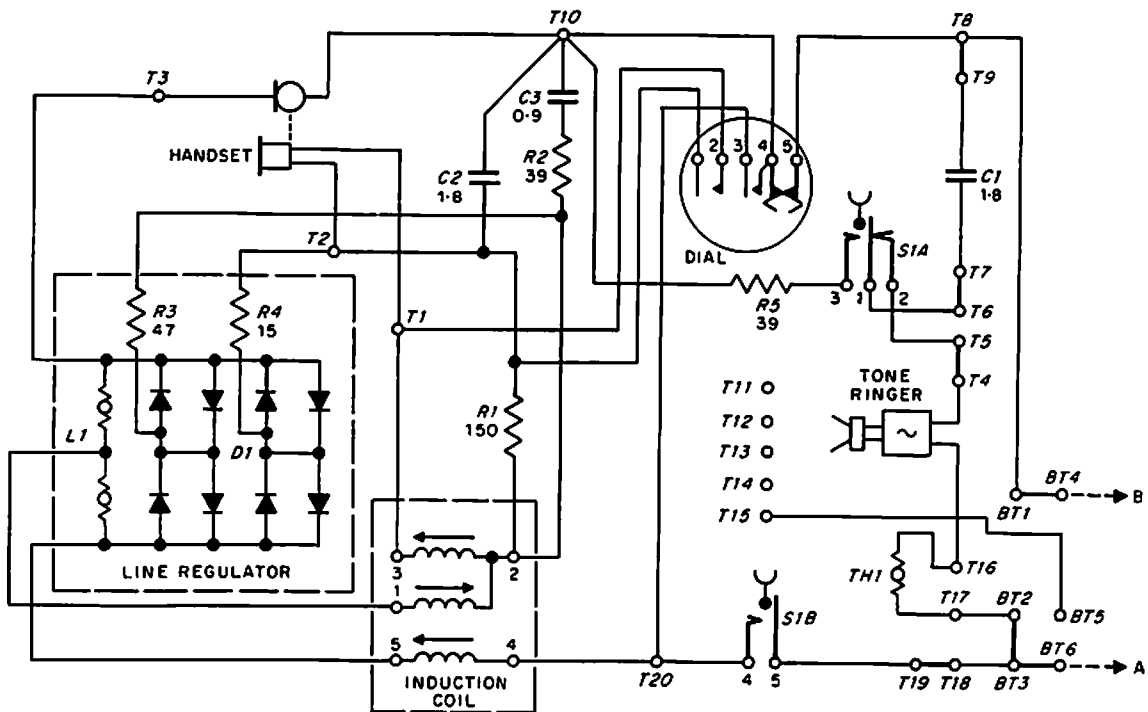 T10
T8
T3
T9
C3
0·9
HANDSET
R2
39
2 3 4 5
C1
1·8
C2
1·8
T2
DIAL
S1A
T7
3 1 2
T6
R5
39
R3
47
R4
15
T1
T5
TONE
RINGER
T4
T11
R1
150
T12
L1
D1
T13
~
T14
BT4
B
T15
BT1
LINE REGULATOR
3 2
TH1
T16
1
S1B
T17
BT2
BT5
5 4
BT6
A
INDUCTION
COIL
T20
4 5
T19
T18
BT3